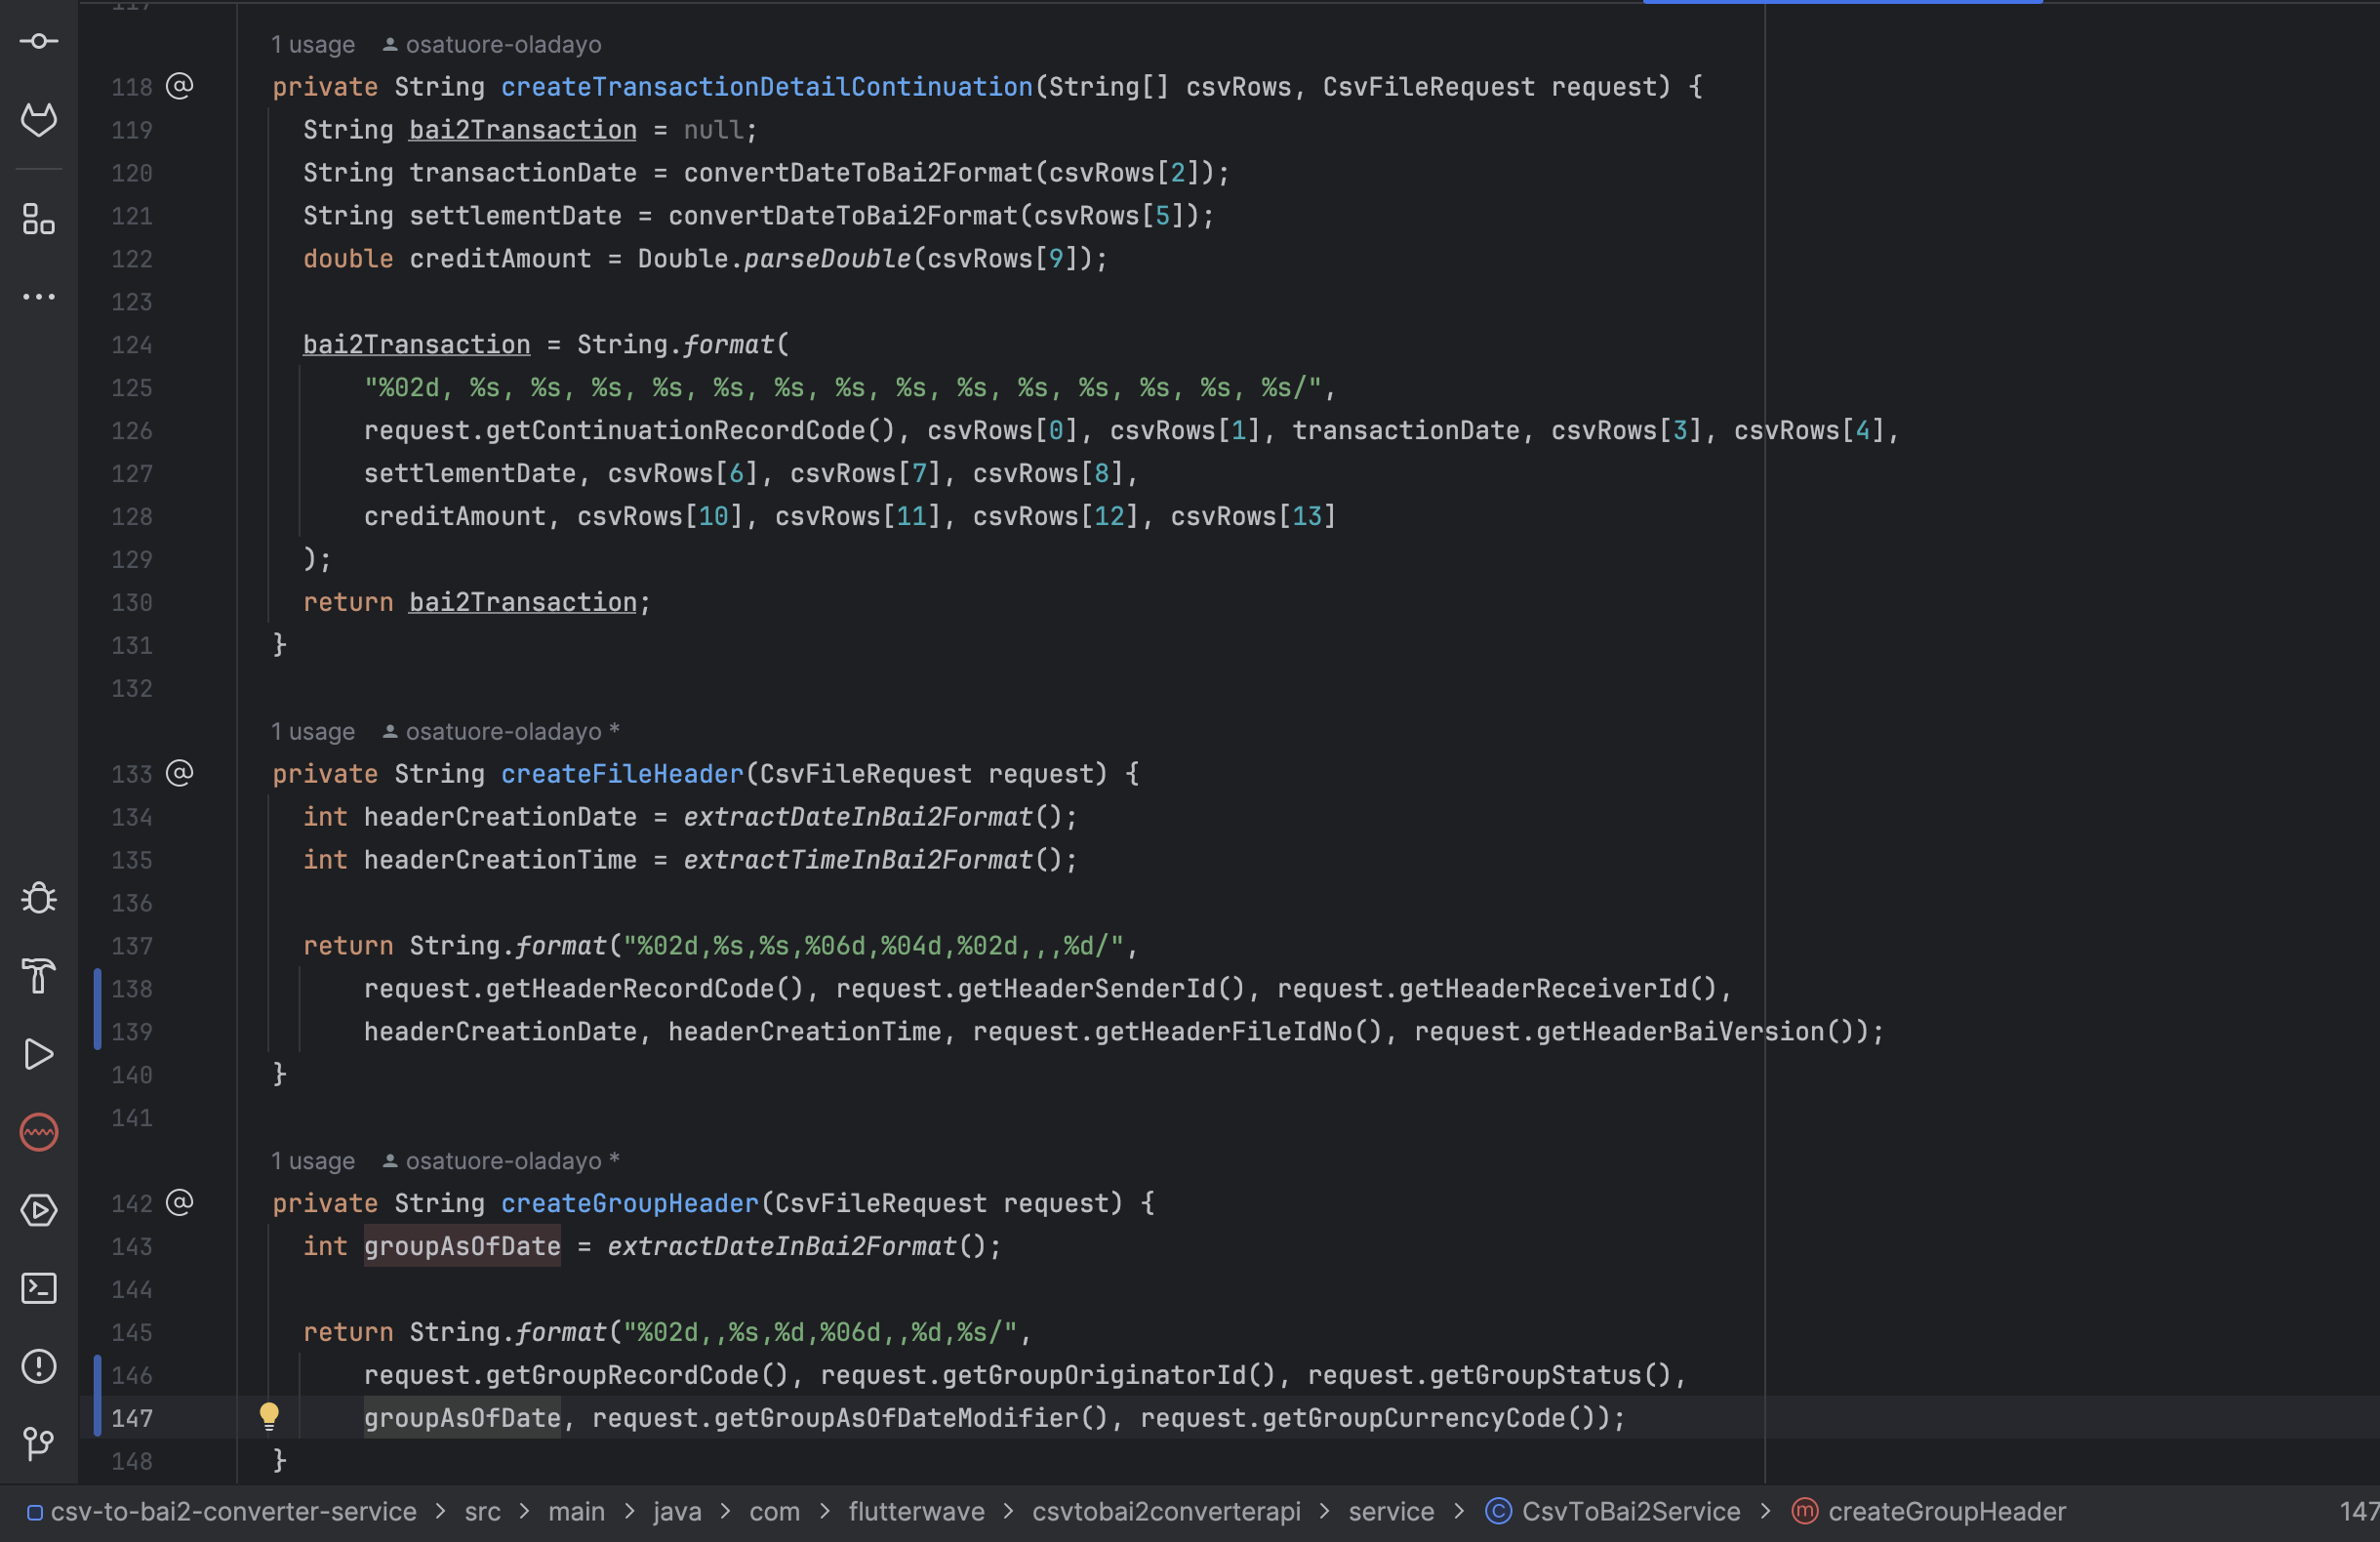 117
1 usage osatuore-oladayo
118 @ private String createTransactionDetailContinuation(String[] csvRows, CsvFileRequest request) {
119 String bai2Transaction = null;
120 String transactionDate = convertDateToBai2Format(csvRows[2]);
121 String settlementDate = convertDateToBai2Format(csvRows[5]);
122 double creditAmount = Double.parseDouble(csvRows[9]);
123
124 bai2Transaction = String.format(
125 "%02d, %s, %s, %s, %s, %s, %s, %s, %s, %s, %s, %s, %s, %s, %s/",
126 request.getContinuationRecordCode(), csvRows[0], csvRows[1], transactionDate, csvRows[3], csvRows[4],
127 settlementDate, csvRows[6], csvRows[7], csvRows[8],
128 creditAmount, csvRows[10], csvRows[11], csvRows[12], csvRows[13]
129 );
130 return bai2Transaction;
131 }
132
1 usage osatuore-oladayo *
133 @ private String createFileHeader(CsvFileRequest request) {
134 int headerCreationDate = extractDateInBai2Format();
135 int headerCreationTime = extractTimeInBai2Format();
136
137 return String.format("%02d,%s,%s,%06d,%04d,%02d,,,%d/",
138 request.getHeaderRecordCode(), request.getHeaderSenderId(), request.getHeaderReceiverId(),
139 headerCreationDate, headerCreationTime, request.getHeaderFileIdNo(), request.getHeaderBaiVersion());
140 }
141
1 usage osatuore-oladayo *
142 @ private String createGroupHeader(CsvFileRequest request) {
143 int groupAsOfDate = extractDateInBai2Format();
144
145 return String.format("%02d,,%s,%d,%06d,,%d,%s/",
146 request.getGroupRecordCode(), request.getGroupOriginatorId(), request.getGroupStatus(),
147 groupAsOfDate, request.getGroupAsOfDateModifier(), request.getGroupCurrencyCode());
148 }
csv-to-bai2-converter-service > src > main > java > com > flutterwave > csvtobai2converterapi > service > CsvToBai2Service > createGroupHeader 147